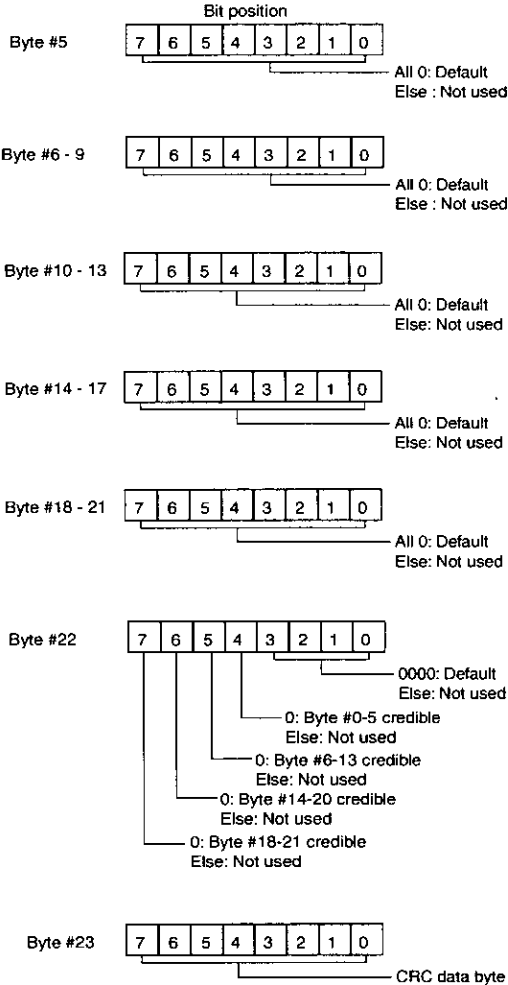 Bit position
Byte #5
7 6 5 4 3 2 1 0
All 0: Default
Else : Not used
Byte #6 - 9
7 6 5 4 3 2 1 0
All 0: Default
Else : Not used
Byte #10 - 13
7 6 5 4 3 2 1 0
All 0: Default
Else: Not used
Byte #14 - 17
7 6 5 4 3 2 1 0
All 0: Default
Else: Not used
Byte #18 - 21
7 6 5 4 3 2 1 0
All 0: Default
Else: Not used
Byte #22
7 6 5 4 3 2 1 0
0000: Default
Else: Not used
0: Byte #0-5 credible
Else: Not used
0: Byte #6-13 credible
Else: Not used
0: Byte #14-20 credible
Else: Not used
0: Byte #18-21 credible
Else: Not used
Byte #23
7 6 5 4 3 2 1 0
CRC data byte